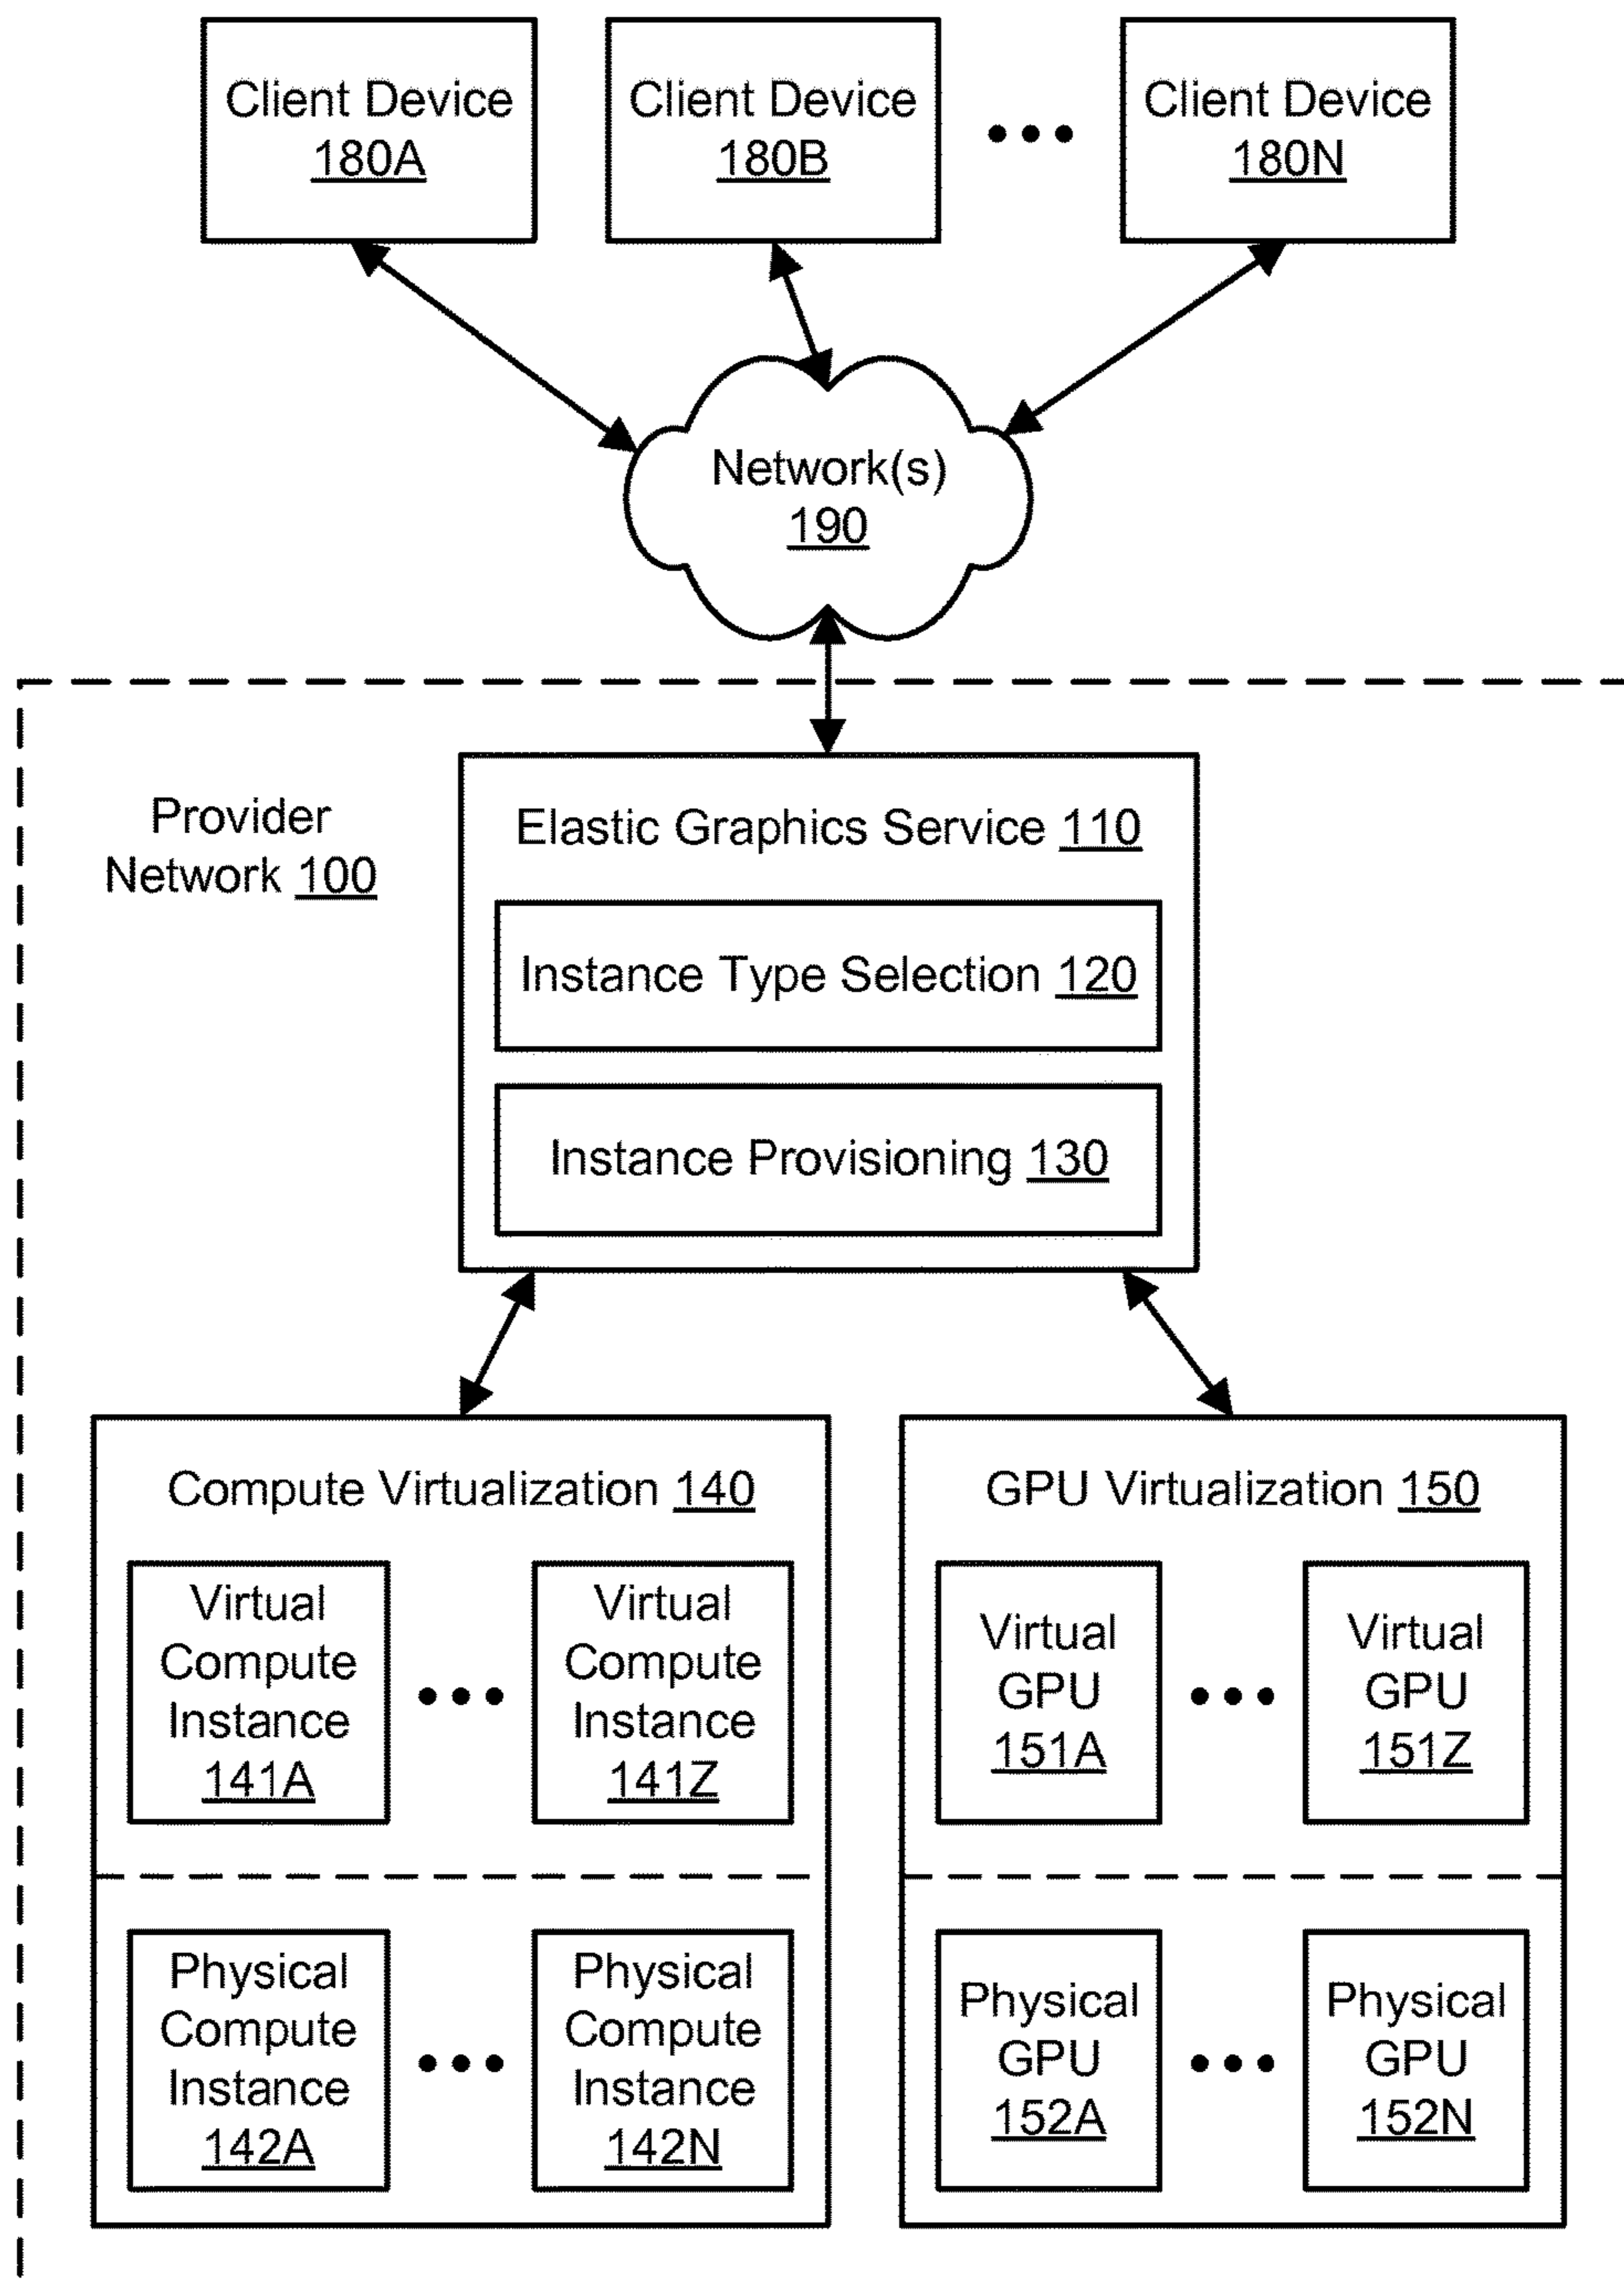 Client Device
180A
Client Device
180B
Client Device
180N
Network(s)
190
Provider
Network 100
Elastic Graphics Service 110
Instance Type Selection 120
Instance Provisioning 130
Compute Virtualization 140
Virtual
Compute
Instance
141A
Virtual
Compute
Instance
141Z
Physical
Compute
Instance
142A
Physical
Compute
Instance
142N
GPU Virtualization 150
Virtual
GPU
151A
Virtual
GPU
151Z
Physical
GPU
152A
Physical
GPU
152N